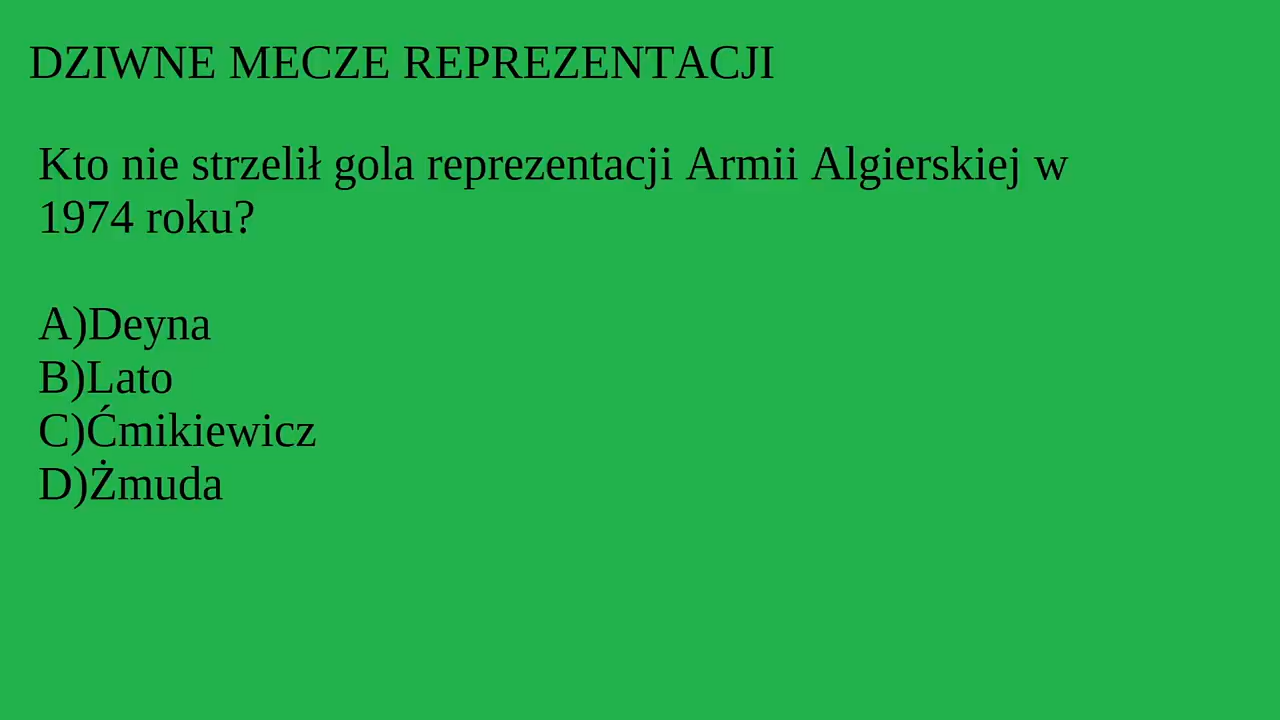 DZIWNE MECZE REPREZENTACJI
Kto nie strzelił gola reprezentacji Armii Algierskiej w
1974 roku?
A)Deyna
B)Lato
C)Ćmikiewicz
D)Żmuda